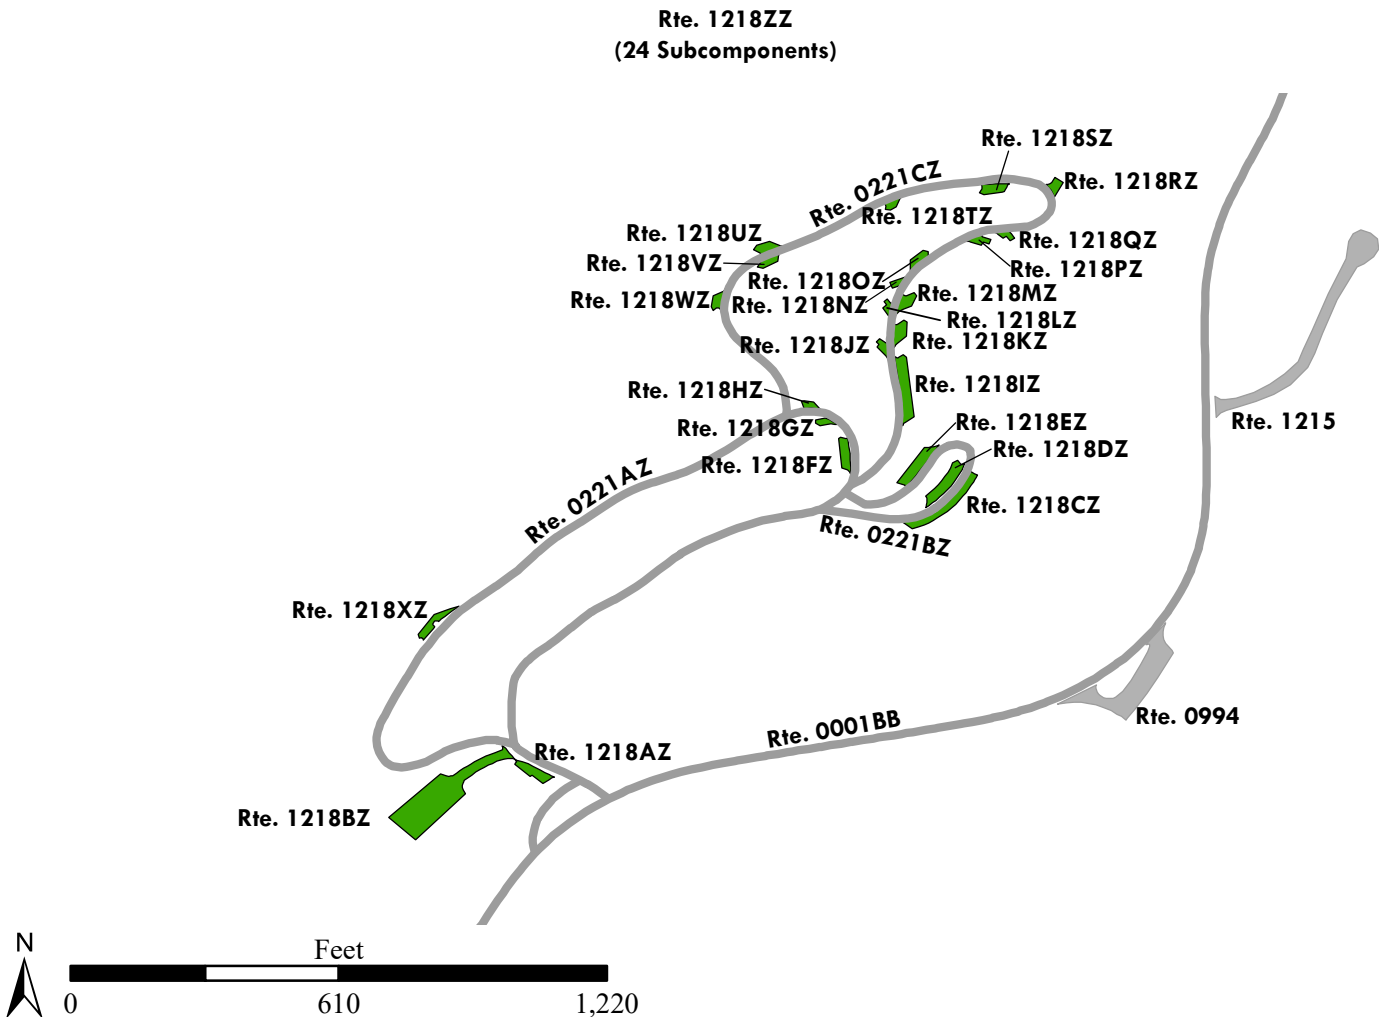 Rte. 1218ZZ
(24 Subcomponents)
Rte. 1218SZ
Rte. 0221CZ
Rte. 1218RZ
Rte. 1218TZ
Rte. 1218UZ
Rte. 1218QZ
Rte. 1218VZ
Rte. 1218PZ
Rte. 1218OZ
Rte. 1218MZ
Rte. 1218WZ
Rte. 1218NZ
Rte. 1218LZ
Rte. 1218KZ
Rte. 1218JZ
Rte. 1218IZ
Rte. 1218HZ
Rte. 1218EZ
Rte. 1215
Rte. 1218GZ
Rte. 1218DZ
Rte. 1218FZ
Rte. 0221AZ
Rte. 1218CZ
Rte. 0221BZ
Rte. 1218XZ
Rte. 0994
Rte. 0001BB
Rte. 1218AZ
Rte. 1218BZ
N
Feet
0 610 1,220